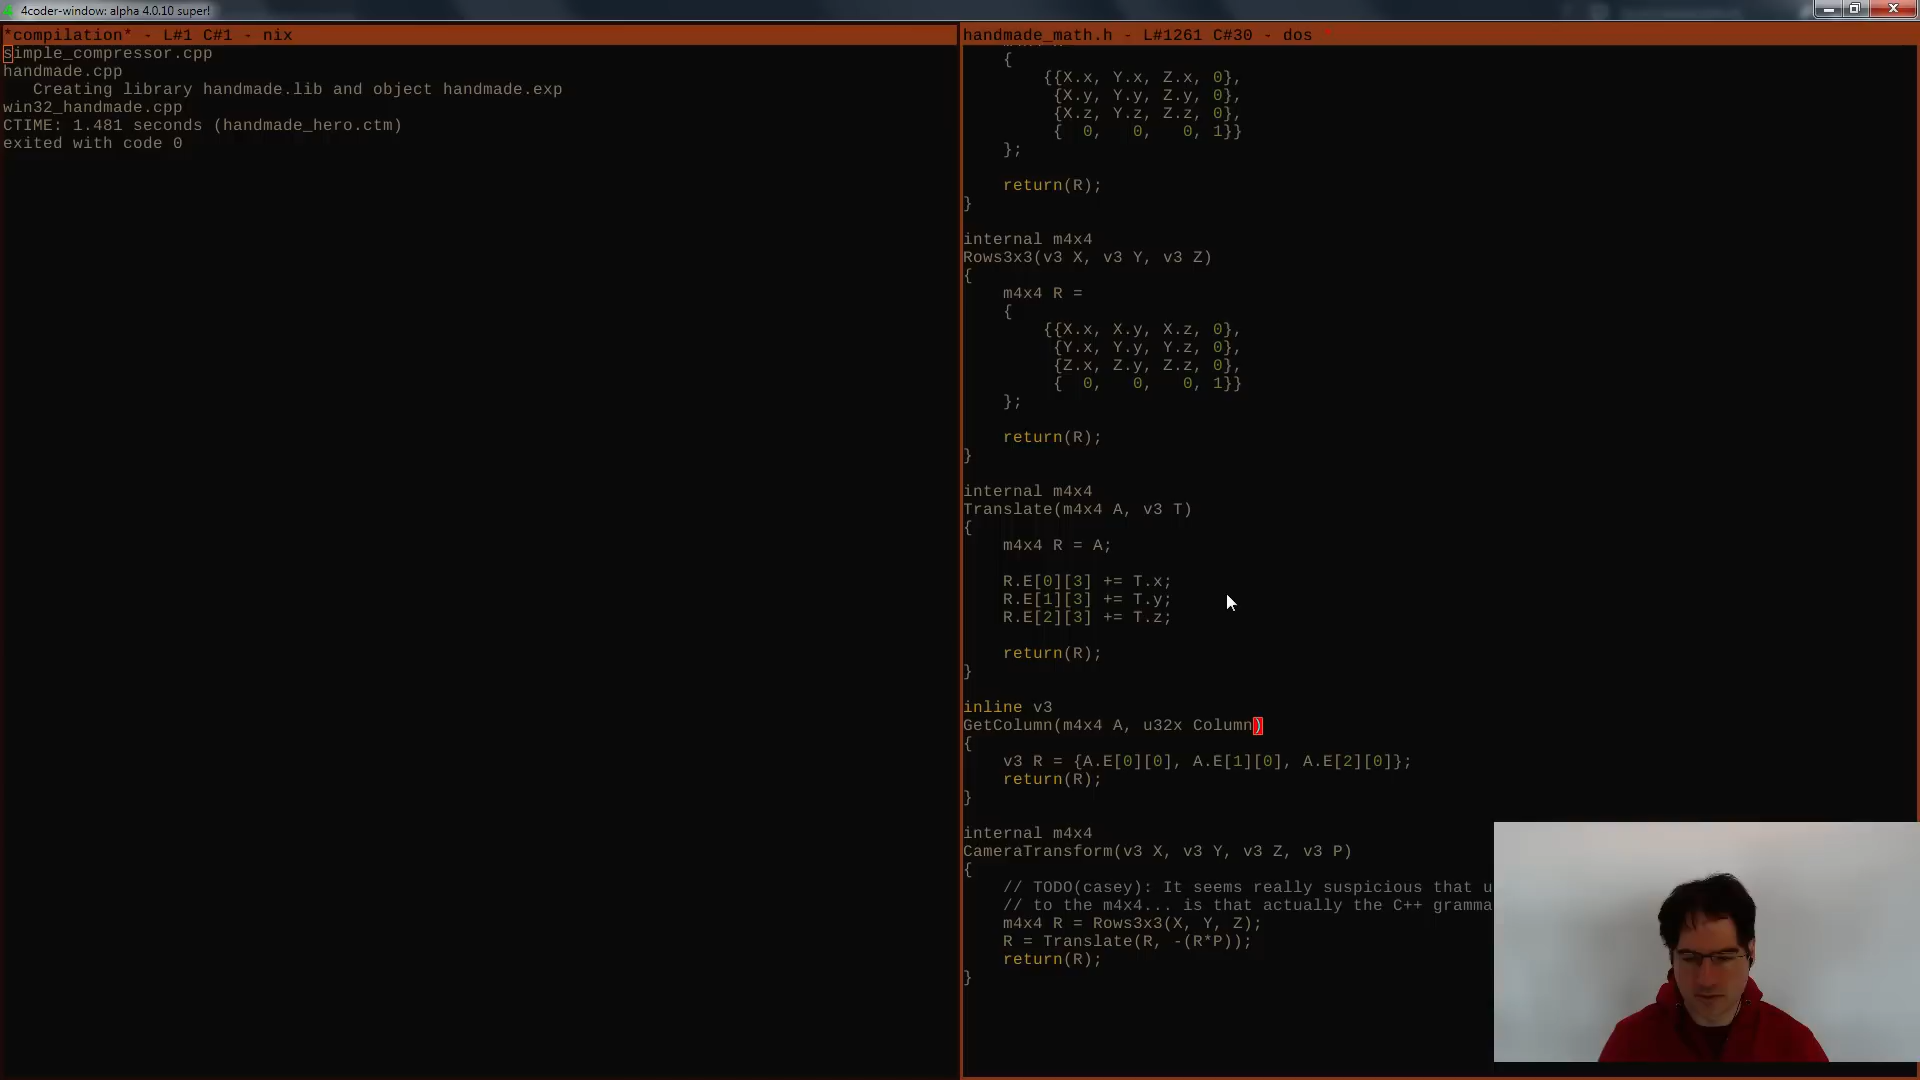 4coder-window: alpha 4.0.10 super!
*compilation* - L#1 C#1 - nix
simple_compressor.cpp
handmade.cpp
   Creating library handmade.lib and object handmade.exp
win32_handmade.cpp
CTIME: 1.481 seconds (handmade_hero.ctm)
exited with code 0
handmade_math.h - L#1261 C#30 - dos *
    {
        {{X.x, Y.x, Z.x, 0},
         {X.y, Y.y, Z.y, 0},
         {X.z, Y.z, Z.z, 0},
         {  0,    0,    0, 1}}
    };

    return(R);
}

internal m4x4
Rows3x3(v3 X, v3 Y, v3 Z)
{
    m4x4 R =
    {
        {{X.x, X.y, X.z, 0},
         {Y.x, Y.y, Y.z, 0},
         {Z.x, Z.y, Z.z, 0},
         {  0,    0,    0, 1}}
    };

    return(R);
}

internal m4x4
Translate(m4x4 A, v3 T)
{
    m4x4 R = A;

    R.E[0][3] += T.x;
    R.E[1][3] += T.y;
    R.E[2][3] += T.z;

    return(R);
}

inline v3
GetColumn(m4x4 A, u32x Column)
{
    v3 R = {A.E[0][0], A.E[1][0], A.E[2][0]};
    return(R);
}

internal m4x4
CameraTransform(v3 X, v3 Y, v3 Z, v3 P)
{
    // TODO(casey): It seems really suspicious that u
    // to the m4x4... is that actually the C++ gramma
    m4x4 R = Rows3x3(X, Y, Z);
    R = Translate(R, -(R*P));
    return(R);
}